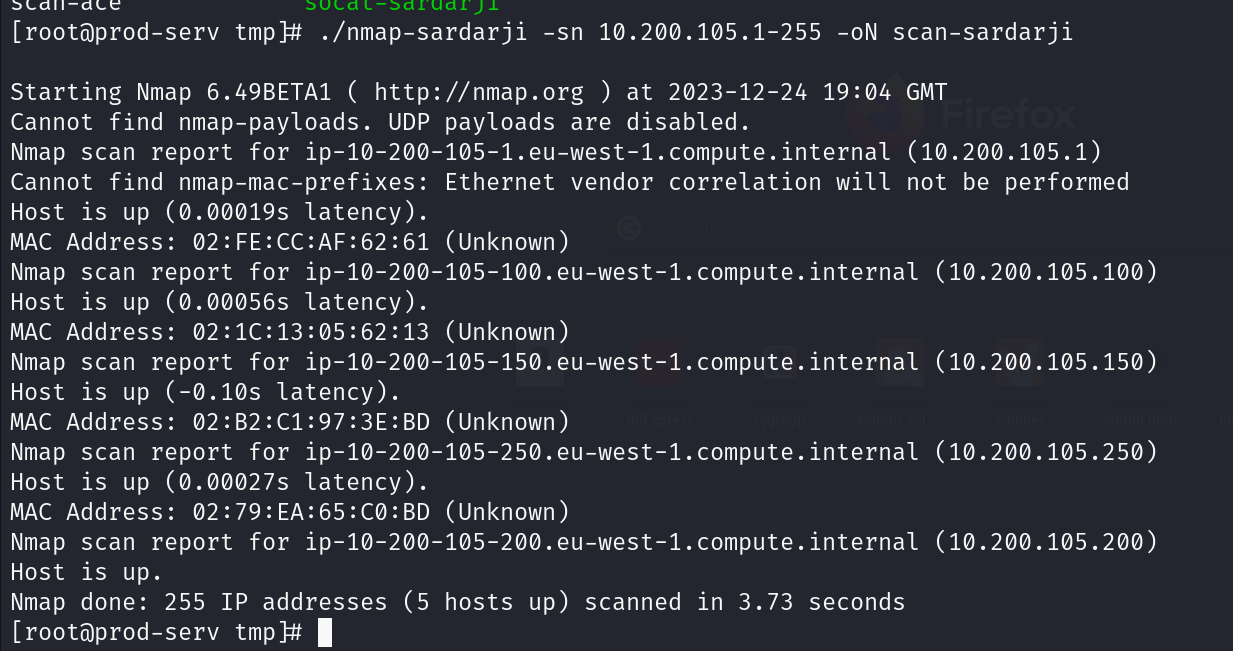 scan-ace                socat-sardarji
[root@prod-serv tmp]# ./nmap-sardarji -sn 10.200.105.1-255 -oN scan-sardarji
Starting Nmap 6.49BETA1 ( http://nmap.org ) at 2023-12-24 19:04 GMT
Cannot find nmap-payloads. UDP payloads are disabled.
Nmap scan report for ip-10-200-105-1.eu-west-1.compute.internal (10.200.105.1)
Cannot find nmap-mac-prefixes: Ethernet vendor correlation will not be performed
Host is up (0.00019s latency).
MAC Address: 02:FE:CC:AF:62:61 (Unknown)
Nmap scan report for ip-10-200-105-100.eu-west-1.compute.internal (10.200.105.100)
Host is up (0.00056s latency).
MAC Address: 02:1C:13:05:62:13 (Unknown)
Nmap scan report for ip-10-200-105-150.eu-west-1.compute.internal (10.200.105.150)
Host is up (-0.10s latency).
MAC Address: 02:B2:C1:97:3E:BD (Unknown)
Nmap scan report for ip-10-200-105-250.eu-west-1.compute.internal (10.200.105.250)
Host is up (0.00027s latency).
MAC Address: 02:79:EA:65:C0:BD (Unknown)
Nmap scan report for ip-10-200-105-200.eu-west-1.compute.internal (10.200.105.200)
Host is up.
Nmap done: 255 IP addresses (5 hosts up) scanned in 3.73 seconds
[root@prod-serv tmp]#
Firefox